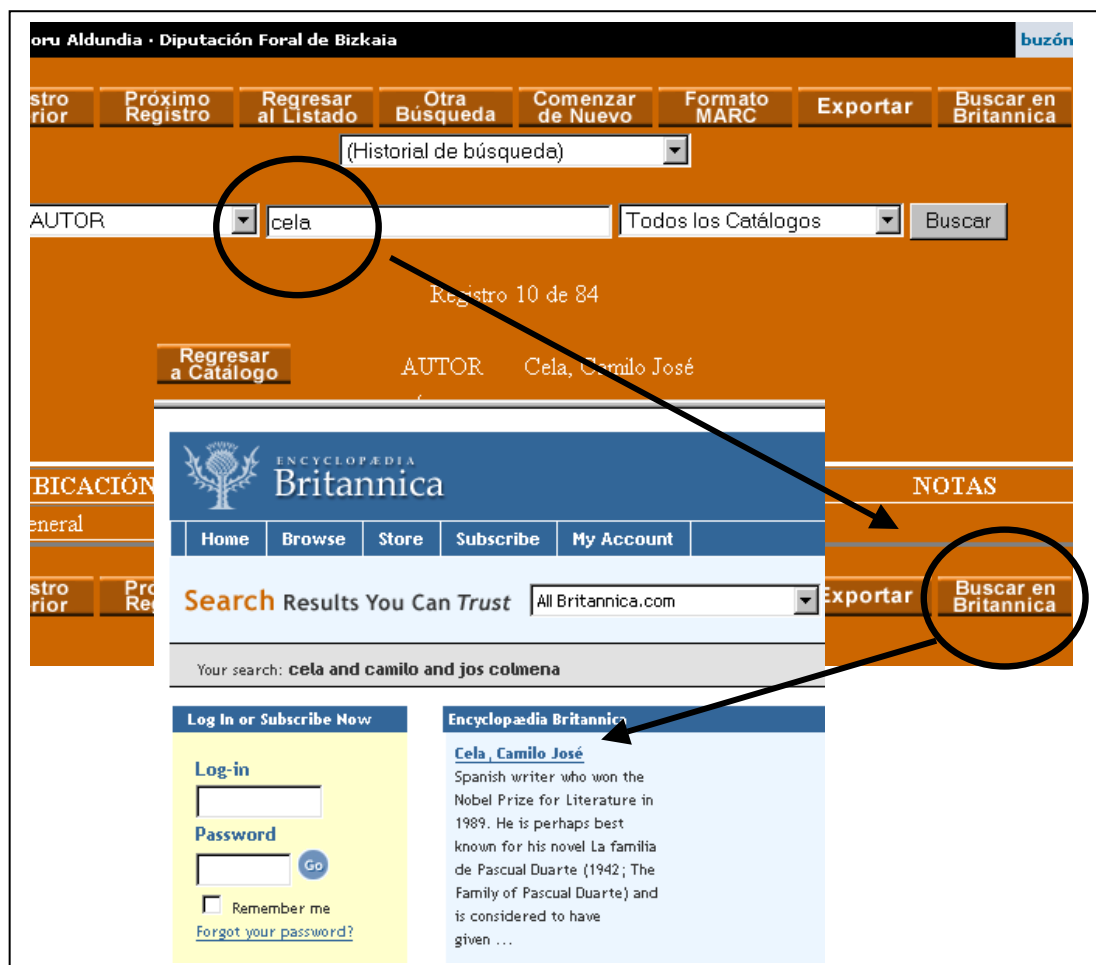 oru Aldundia · Diputación Foral de Bizkaia buzón
stro Próximo Regresar Otra Comenzar Formato Exportar Buscar en
rior Registro al Listado Búsqueda de Nuevo MARC Britannica
(Historial de búsqueda)
AUTOR cela Todos los Catálogos Buscar
Registro 10 de 84
Regresar
a Catálogo
AUTOR Cela, Camilo José
ENCYCLOPÆDIA
Britannica
BICACIÓN NOTAS
eneral
Home Browse Store Subscribe My Account
stro Pro Exportar Buscar en
rior Reg Britannica
Search Results You Can Trust All Britannica.com
Your search: cela and camilo and jos colmena
Log In or Subscribe Now
Log-in
Password
Go
Remember me
Forgot your password?
Encyclopædia Britannica
Cela, Camilo José
Spanish writer who won the
Nobel Prize for Literature in
1989. He is perhaps best
known for his novel La familia
de Pascual Duarte (1942; The
Family of Pascual Duarte) and
is considered to have
given ...